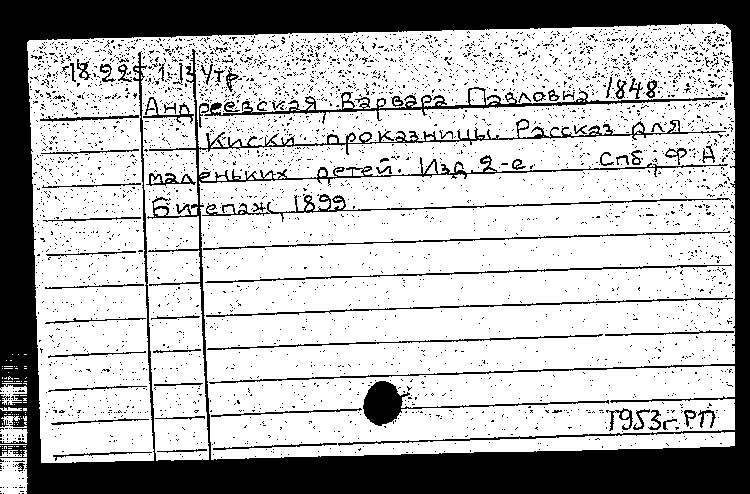 18.225.1.13 Утр
Андреевская, Варвара Павловна 1848
Киски проказницы. Рассказ для
маленьких детей. Изд. 2-е. Спб, Ф. А.
Битепаж, 1899.
1953г. РП